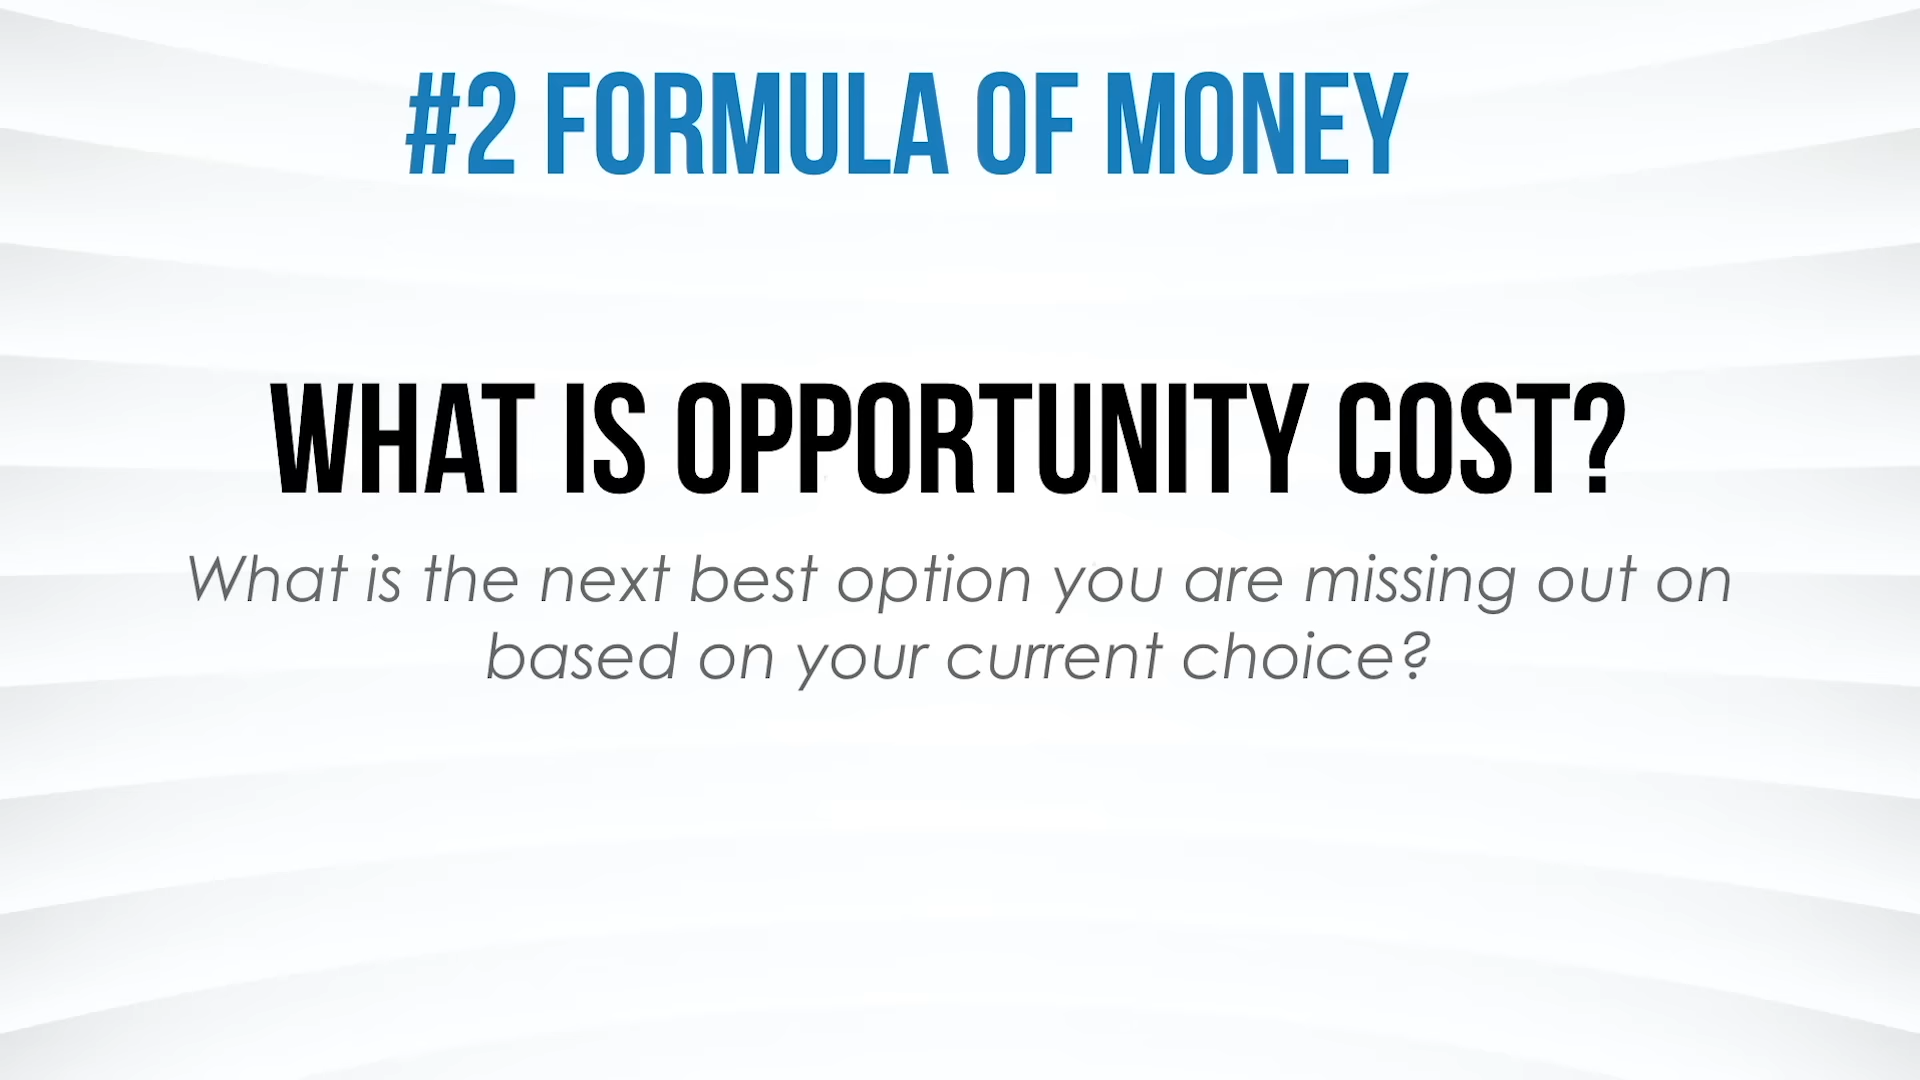 #2 FORMULA OF MONEY
WHAT IS OPPORTUNITY COST?
What is the next best option you are missing out on
based on your current choice?